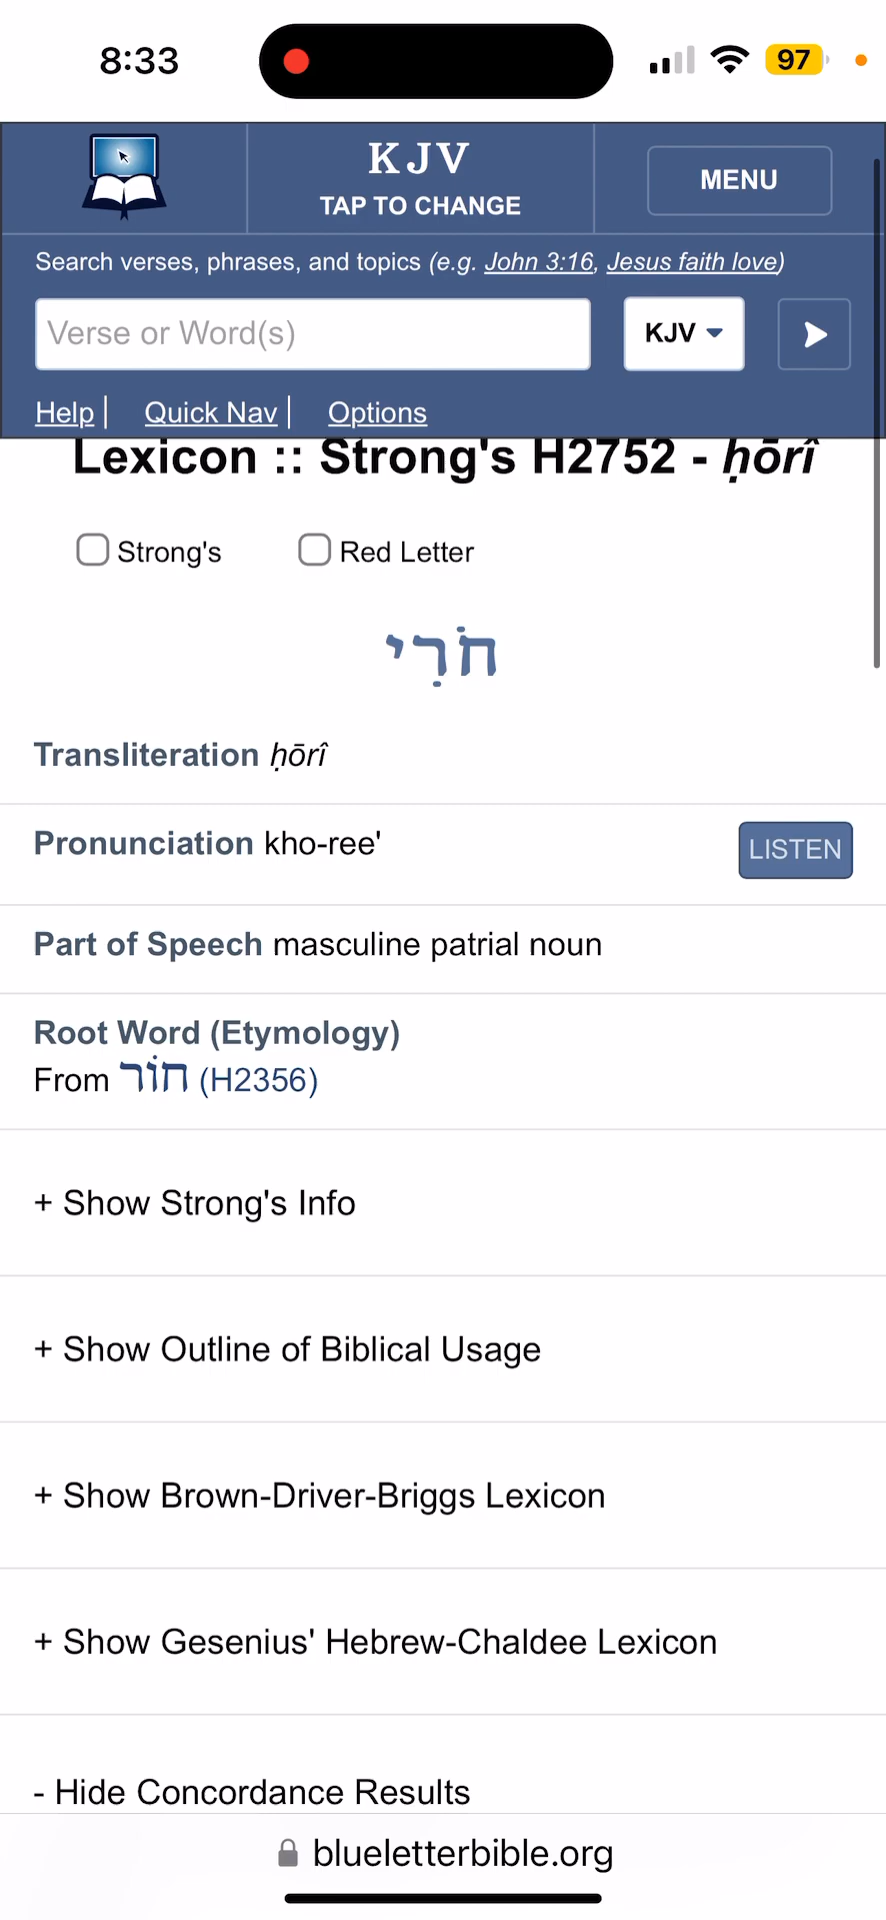 8:33
97
KJV
TAP TO CHANGE
MENU
Search verses, phrases, and topics (e.g. John 3:16, Jesus faith love)
Verse or Word(s)
KJV
Help
Quick Nav
Options
Lexicon :: Strong's H2752 - ḥōrî
Strong's
Red Letter
חֹרִי
Transliteration ḥōrî
Pronunciation kho-ree'
LISTEN
Part of Speech masculine patrial noun
Root Word (Etymology)
From חוֹר (H2356)
+ Show Strong's Info
+ Show Outline of Biblical Usage
+ Show Brown-Driver-Briggs Lexicon
+ Show Gesenius' Hebrew-Chaldee Lexicon
- Hide Concordance Results
blueletterbible.org